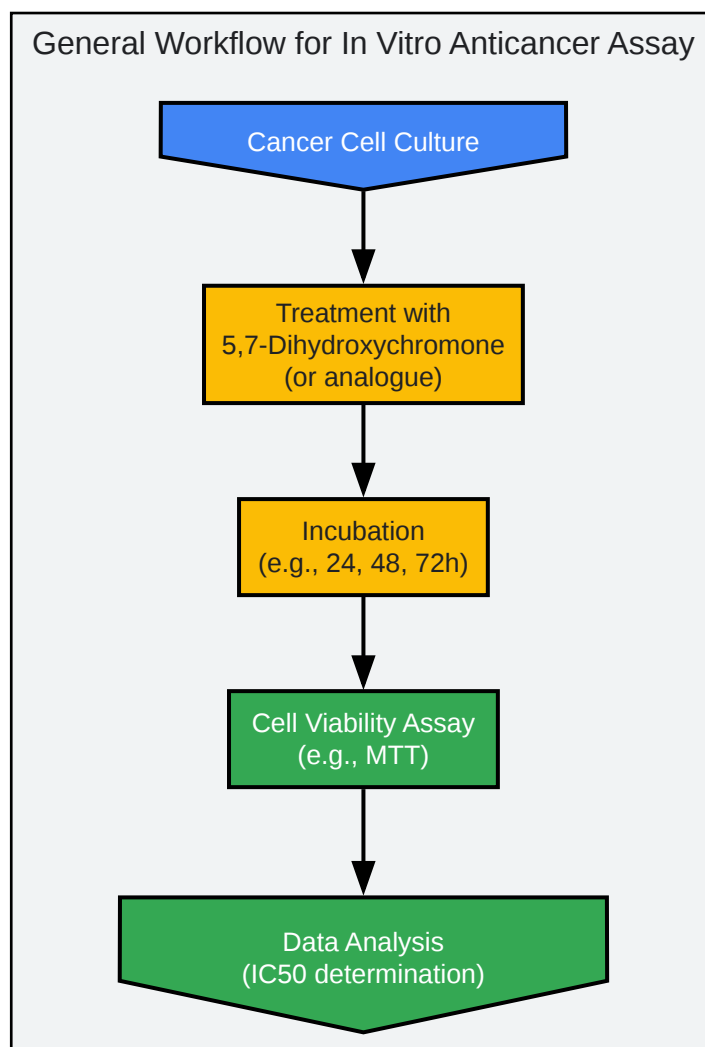 General Workflow for In Vitro Anticancer Assay
Cancer Cell Culture
Treatment with
5,7-Dihydroxychromone
(or analogue)
Incubation
(e.g., 24, 48, 72h)
Cell Viability Assay
(e.g., MTT)
Data Analysis
(IC50 determination)